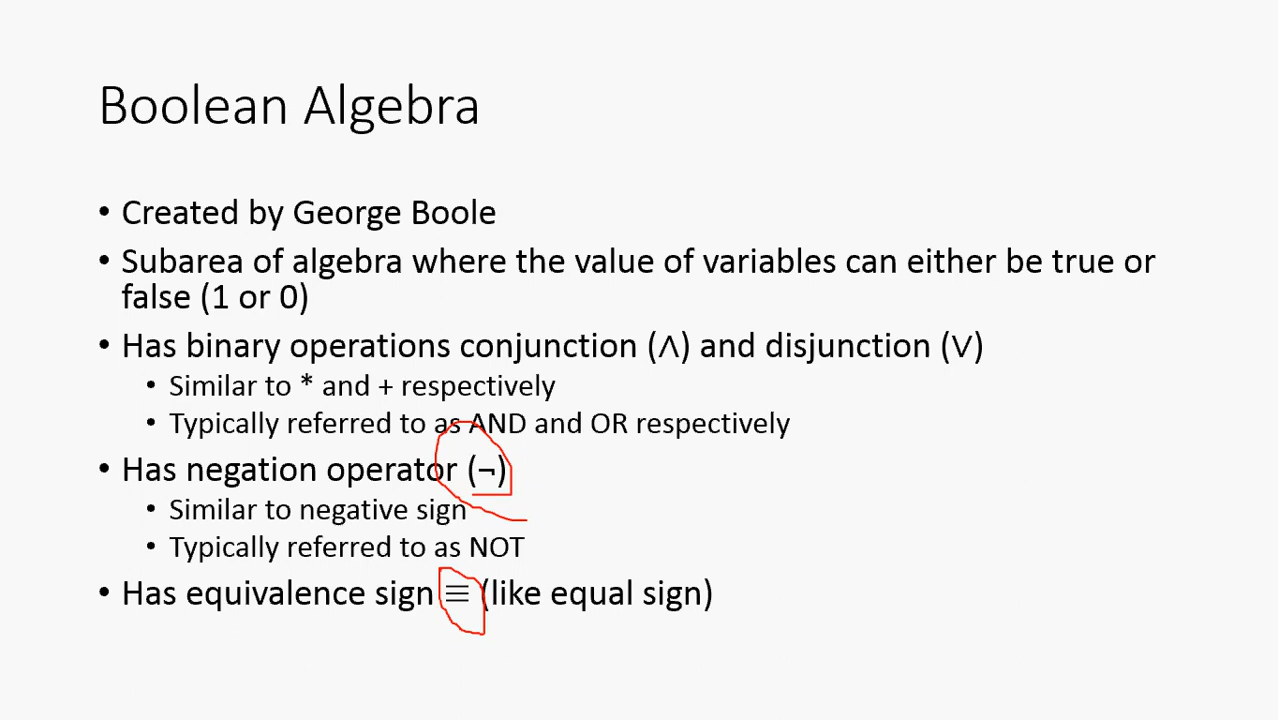 Boolean Algebra
• Created by George Boole
• Subarea of algebra where the value of variables can either be true or
false (1 or 0)
• Has binary operations conjunction (∧) and disjunction (∨)
• Similar to * and + respectively
• Typically referred to as AND and OR respectively
• Has negation operator (¬)
• Similar to negative sign
• Typically referred to as NOT
• Has equivalence sign ≡ (like equal sign)